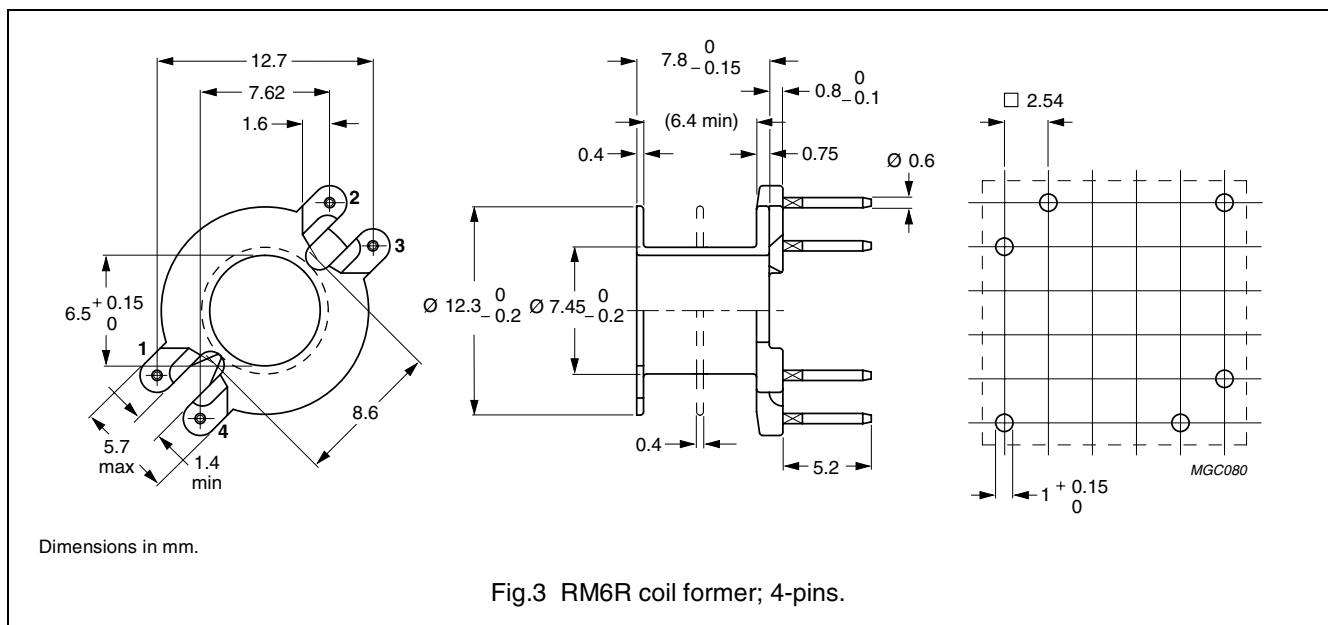 12.7
7.62
1.6
2
3
6.5 + 0.15 0
1
4
5.7 max
1.4 min
8.6
7.8 0 − 0.15
0.8 0 − 0.1
(6.4 min)
0.4
0.75
Ø 0.6
Ø 12.3 0 − 0.2
Ø 7.45 0 − 0.2
0.4
5.2
□ 2.54
MGC080
1 + 0.15 0
Dimensions in mm.
Fig.3 RM6R coil former; 4-pins.